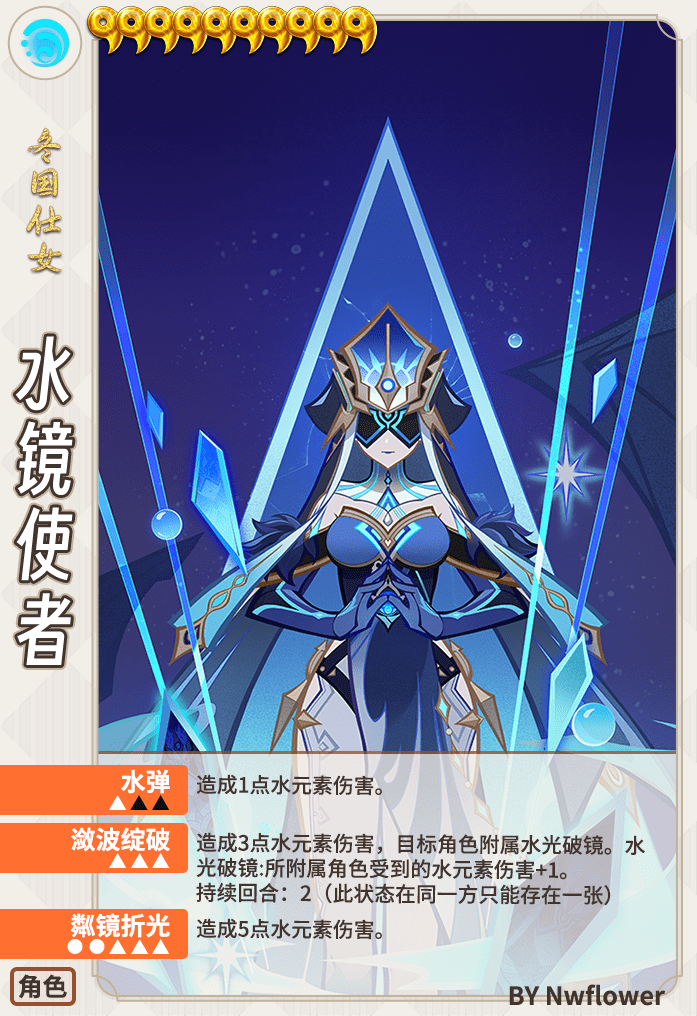 冬国仕女
水镜使者
水弹
造成1点水元素伤害。
潋波绽破
造成3点水元素伤害，目标角色附属水光破镜。水
光破镜:所附属角色受到的水元素伤害+1。
持续回合：2（此状态在同一方只能存在一张）
粼镜折光
造成5点水元素伤害。
角色
BY Nwflower